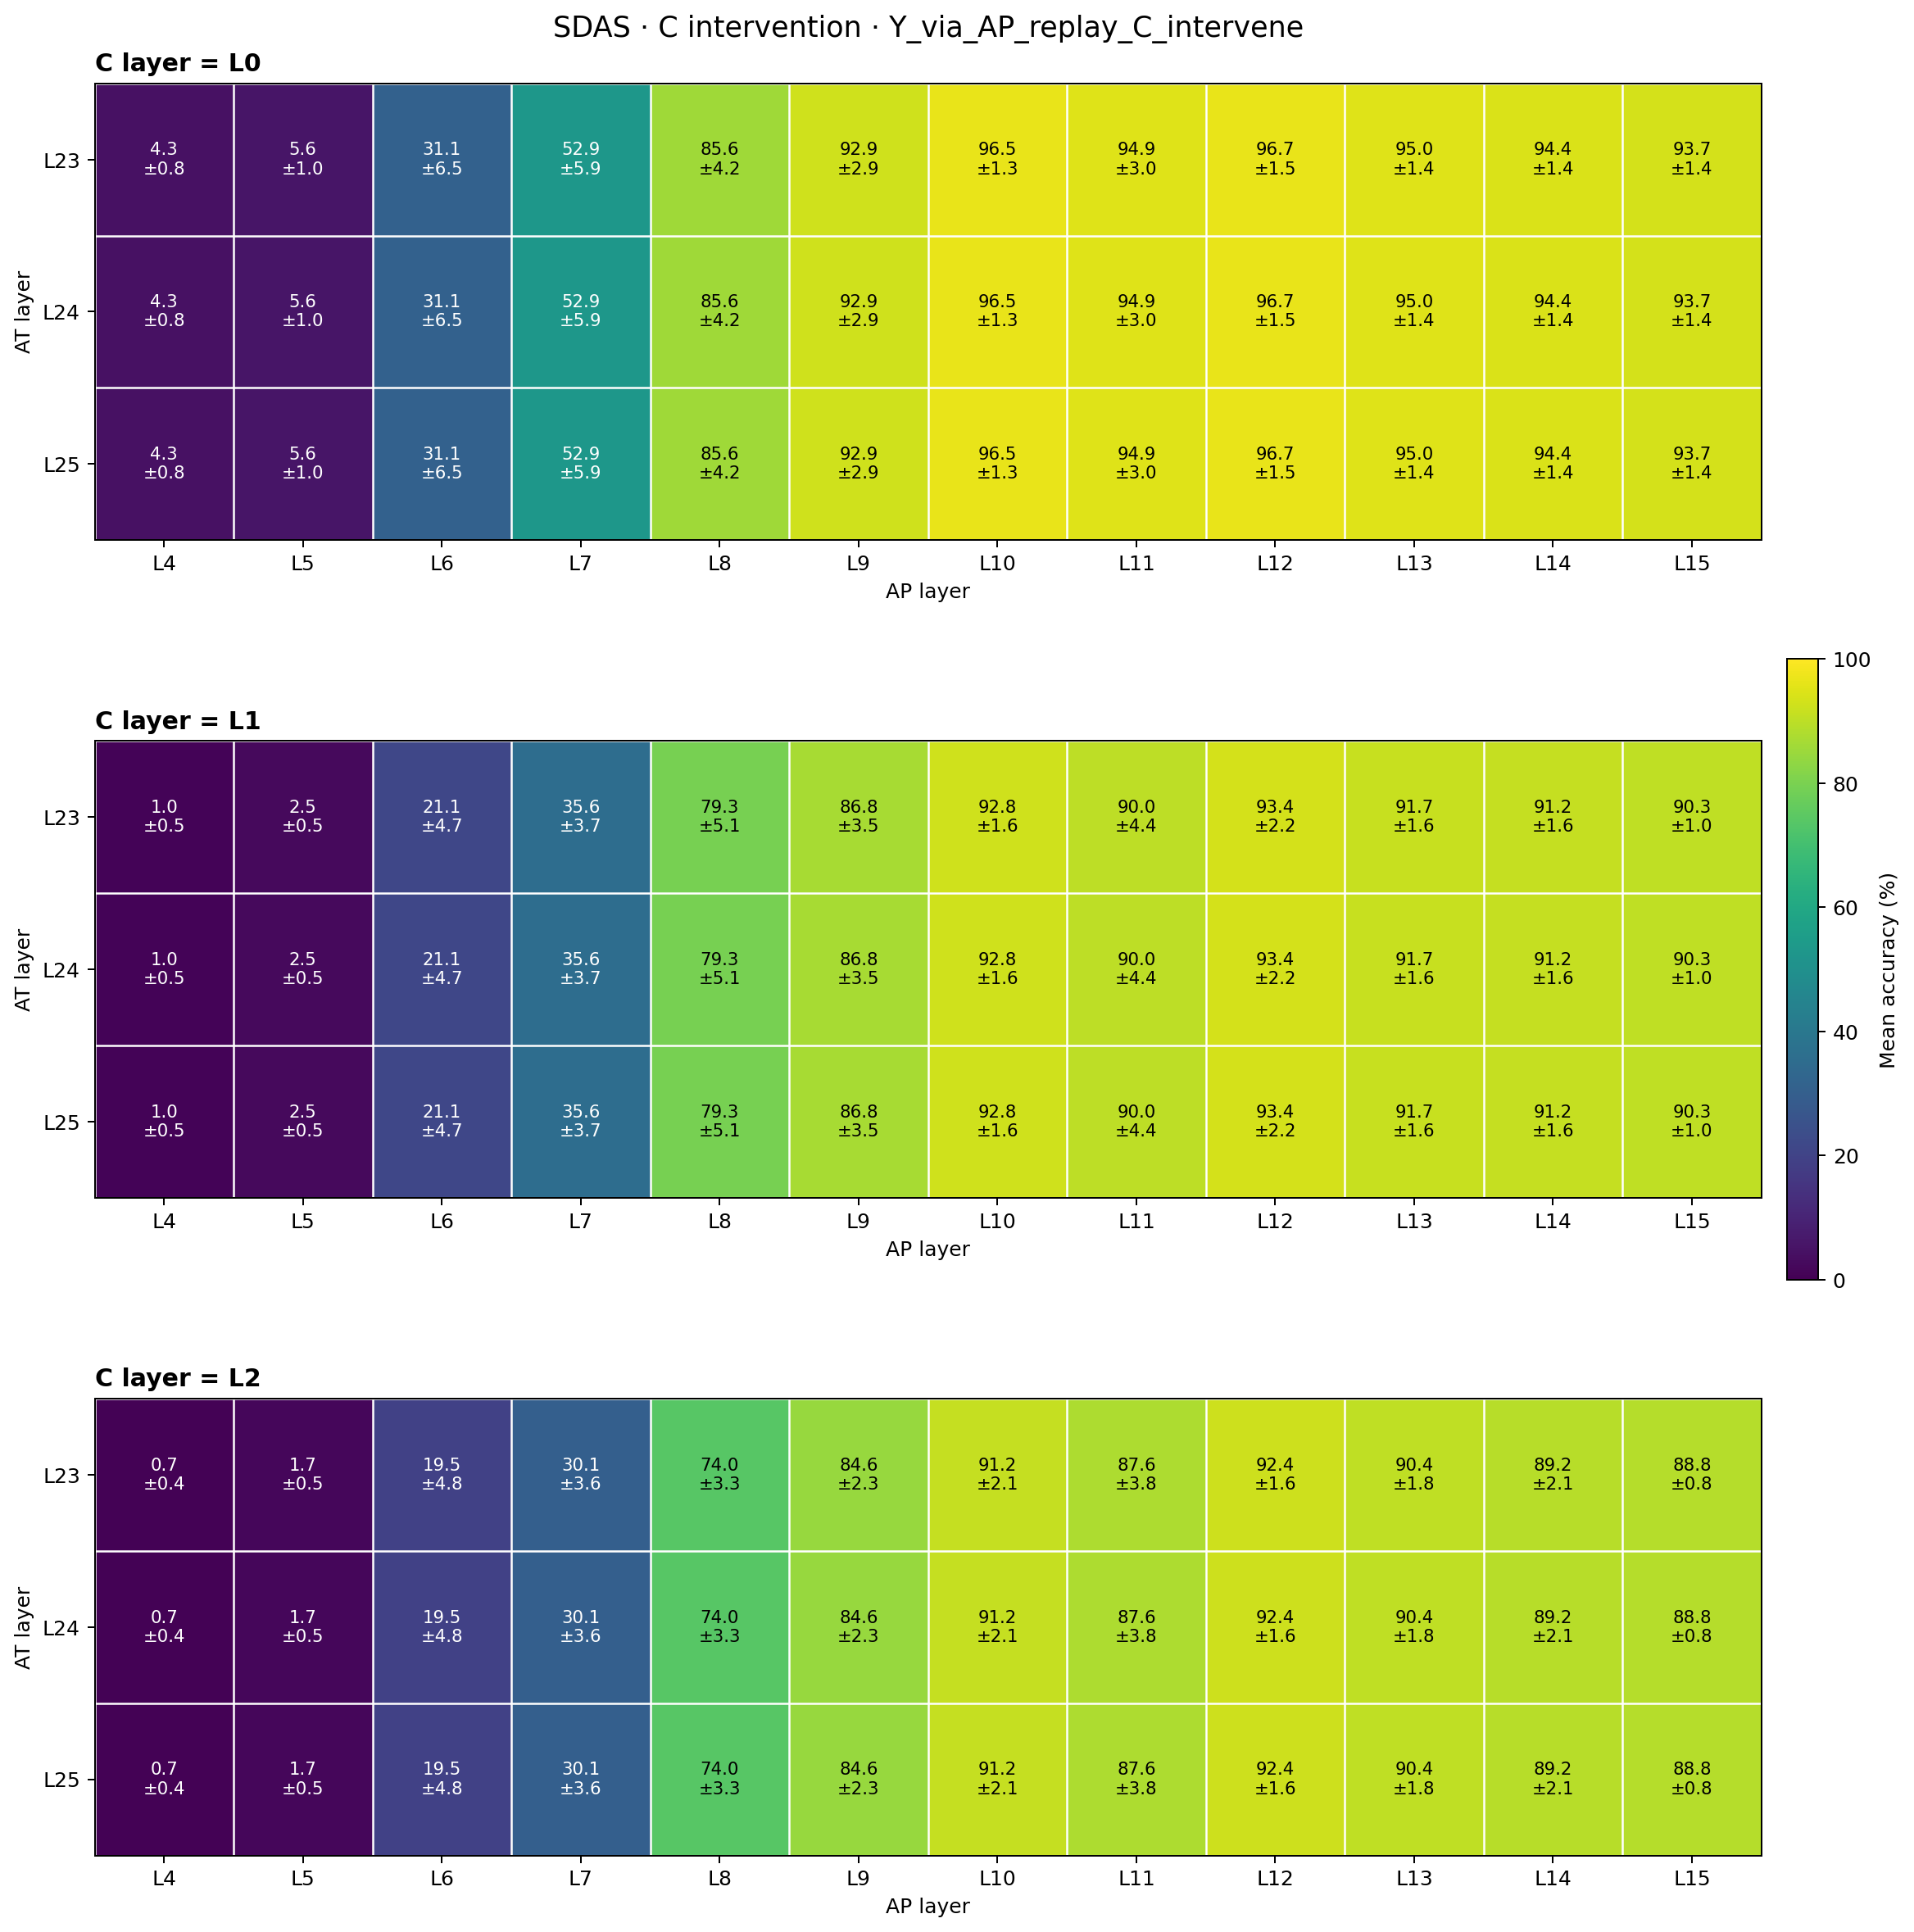 SDAS · C intervention · Y_via_AP_replay_C_intervene
C layer = L0
AT layer
L23
4.3 5.6 31.1 52.9 85.6 92.9 96.5 94.9 96.7 95.0 94.4 93.7
±0.8 ±1.0 ±6.5 ±5.9 ±4.2 ±2.9 ±1.3 ±3.0 ±1.5 ±1.4 ±1.4 ±1.4
L24
4.3 5.6 31.1 52.9 85.6 92.9 96.5 94.9 96.7 95.0 94.4 93.7
±0.8 ±1.0 ±6.5 ±5.9 ±4.2 ±2.9 ±1.3 ±3.0 ±1.5 ±1.4 ±1.4 ±1.4
L25
4.3 5.6 31.1 52.9 85.6 92.9 96.5 94.9 96.7 95.0 94.4 93.7
±0.8 ±1.0 ±6.5 ±5.9 ±4.2 ±2.9 ±1.3 ±3.0 ±1.5 ±1.4 ±1.4 ±1.4
L4 L5 L6 L7 L8 L9 L10 L11 L12 L13 L14 L15
AP layer
C layer = L1
AT layer
L23
1.0 2.5 21.1 35.6 79.3 86.8 92.8 90.0 93.4 91.7 91.2 90.3
±0.5 ±0.5 ±4.7 ±3.7 ±5.1 ±3.5 ±1.6 ±4.4 ±2.2 ±1.6 ±1.6 ±1.0
L24
1.0 2.5 21.1 35.6 79.3 86.8 92.8 90.0 93.4 91.7 91.2 90.3
±0.5 ±0.5 ±4.7 ±3.7 ±5.1 ±3.5 ±1.6 ±4.4 ±2.2 ±1.6 ±1.6 ±1.0
L25
1.0 2.5 21.1 35.6 79.3 86.8 92.8 90.0 93.4 91.7 91.2 90.3
±0.5 ±0.5 ±4.7 ±3.7 ±5.1 ±3.5 ±1.6 ±4.4 ±2.2 ±1.6 ±1.6 ±1.0
L4 L5 L6 L7 L8 L9 L10 L11 L12 L13 L14 L15
AP layer
100
80
60
40
20
0
Mean accuracy (%)
C layer = L2
AT layer
L23
0.7 1.7 19.5 30.1 74.0 84.6 91.2 87.6 92.4 90.4 89.2 88.8
±0.4 ±0.5 ±4.8 ±3.6 ±3.3 ±2.3 ±2.1 ±3.8 ±1.6 ±1.8 ±2.1 ±0.8
L24
0.7 1.7 19.5 30.1 74.0 84.6 91.2 87.6 92.4 90.4 89.2 88.8
±0.4 ±0.5 ±4.8 ±3.6 ±3.3 ±2.3 ±2.1 ±3.8 ±1.6 ±1.8 ±2.1 ±0.8
L25
0.7 1.7 19.5 30.1 74.0 84.6 91.2 87.6 92.4 90.4 89.2 88.8
±0.4 ±0.5 ±4.8 ±3.6 ±3.3 ±2.3 ±2.1 ±3.8 ±1.6 ±1.8 ±2.1 ±0.8
L4 L5 L6 L7 L8 L9 L10 L11 L12 L13 L14 L15
AP layer